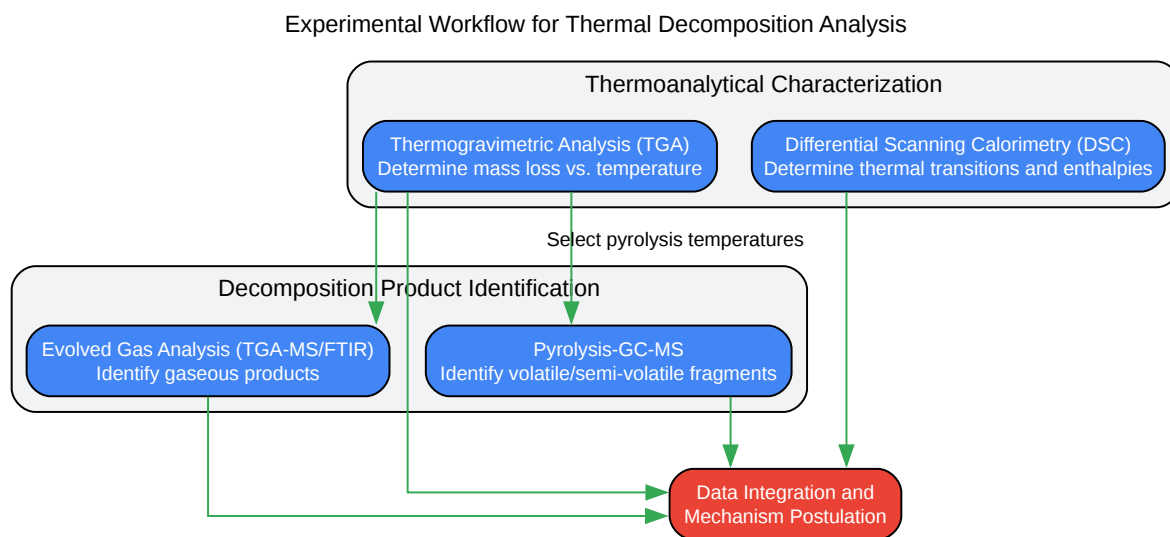 Experimental Workflow for Thermal Decomposition Analysis
Thermoanalytical Characterization
Thermogravimetric Analysis (TGA)
Determine mass loss vs. temperature
Differential Scanning Calorimetry (DSC)
Determine thermal transitions and enthalpies
Select pyrolysis temperatures
Decomposition Product Identification
Evolved Gas Analysis (TGA-MS/FTIR)
Identify gaseous products
Pyrolysis-GC-MS
Identify volatile/semi-volatile fragments
Data Integration and
Mechanism Postulation